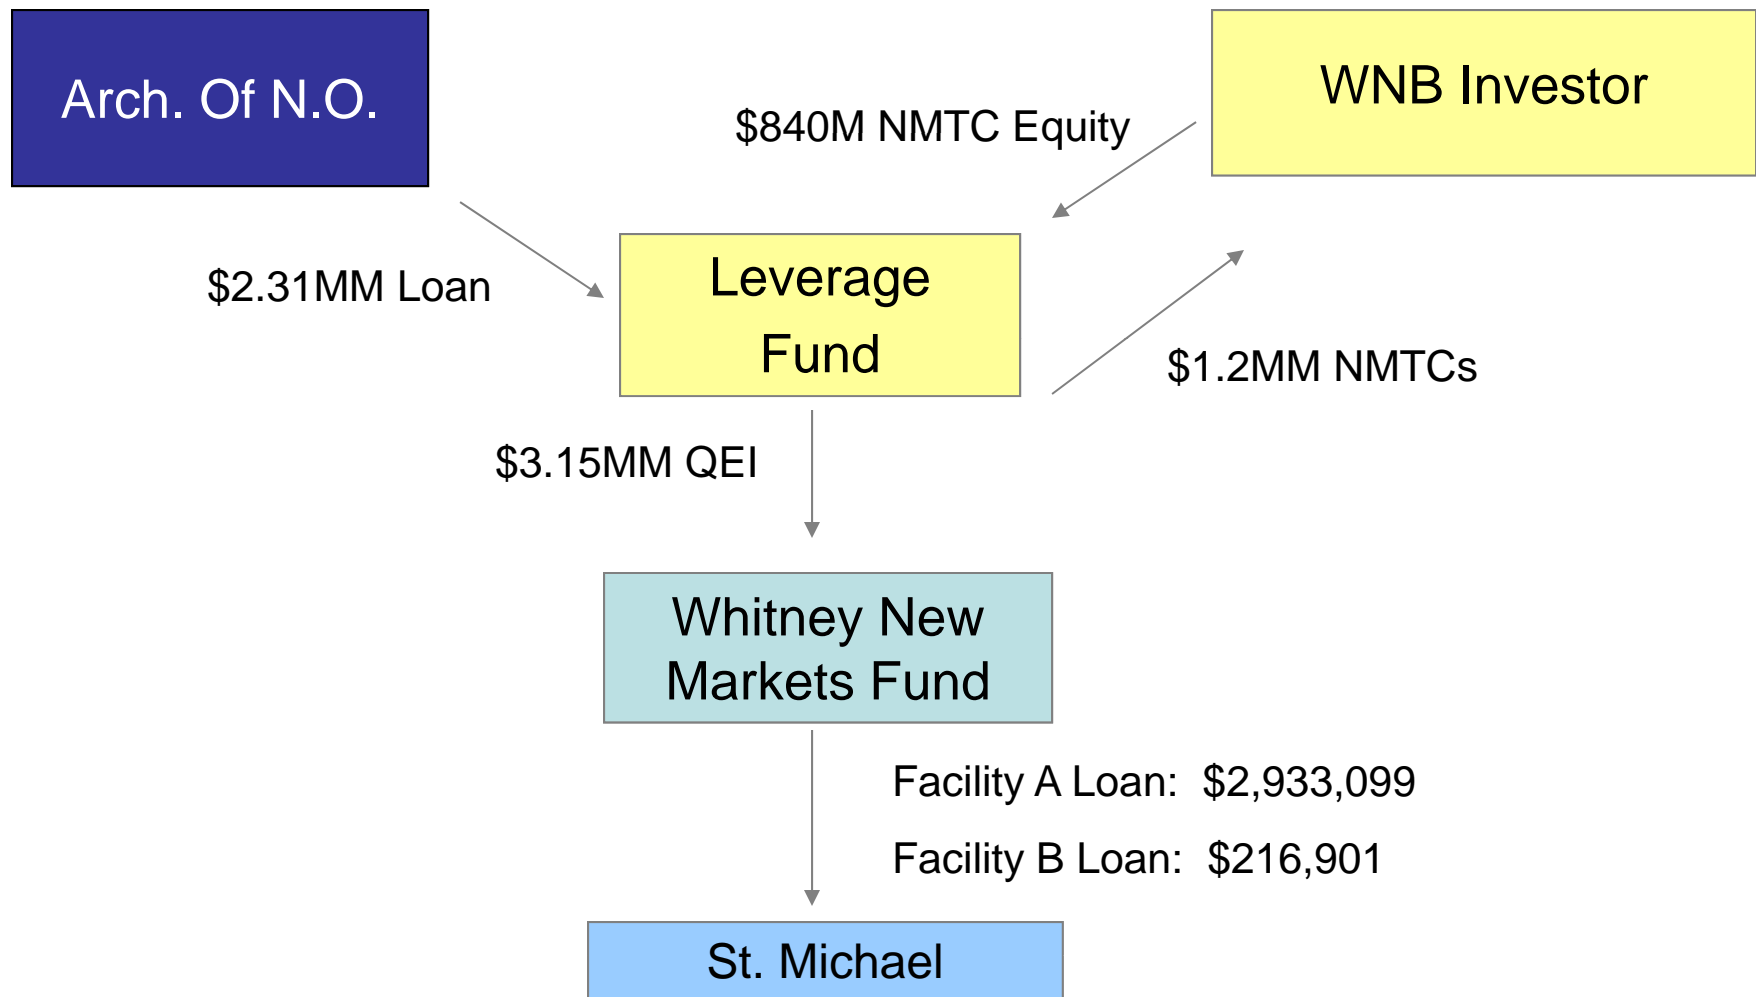 Arch. Of N.O.
WNB Investor
$840M NMTC Equity
$2.31MM Loan
Leverage
Fund
$1.2MM NMTCs
$3.15MM QEI
Whitney New
Markets Fund
Facility A Loan: $2,933,099
Facility B Loan: $216,901
St. Michael